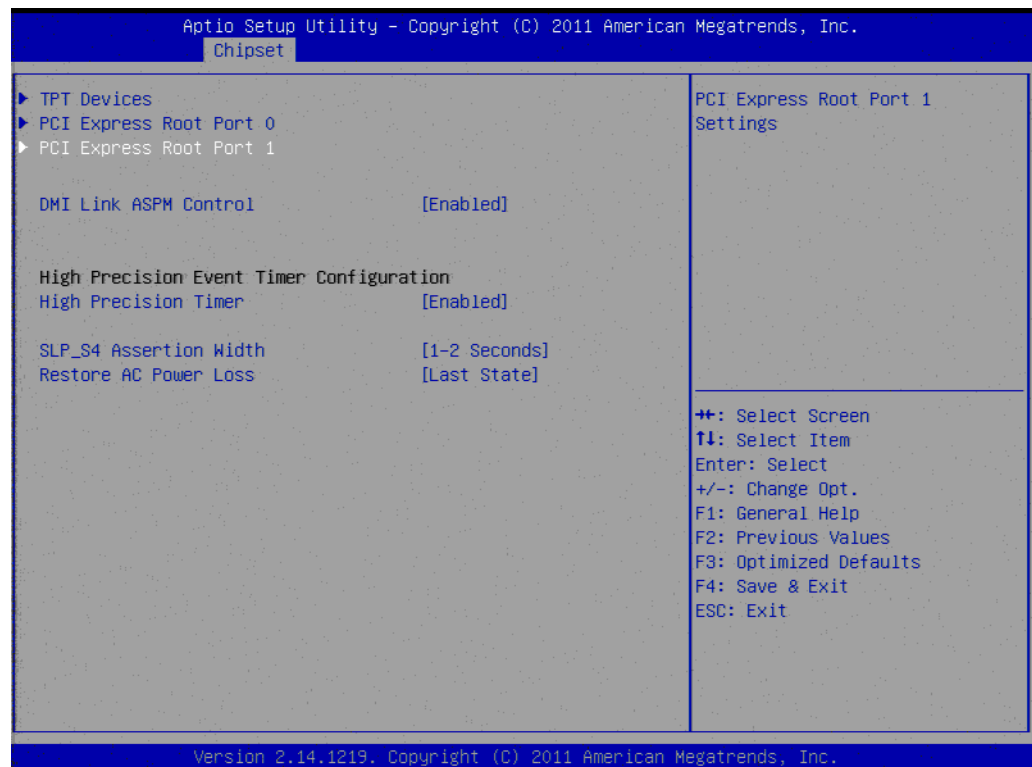 Aptio Setup Utility – Copyright (C) 2011 American Megatrends, Inc.
Chipset
TPT Devices
PCI Express Root Port 0
PCI Express Root Port 1
DMI Link ASPM Control [Enabled]
High Precision Event Timer Configuration
High Precision Timer [Enabled]
SLP_S4 Assertion Width [1-2 Seconds]
Restore AC Power Loss [Last State]
PCI Express Root Port 1
Settings
→←: Select Screen
↑↓: Select Item
Enter: Select
+/-: Change Opt.
F1: General Help
F2: Previous Values
F3: Optimized Defaults
F4: Save & Exit
ESC: Exit
Version 2.14.1219. Copyright (C) 2011 American Megatrends, Inc.